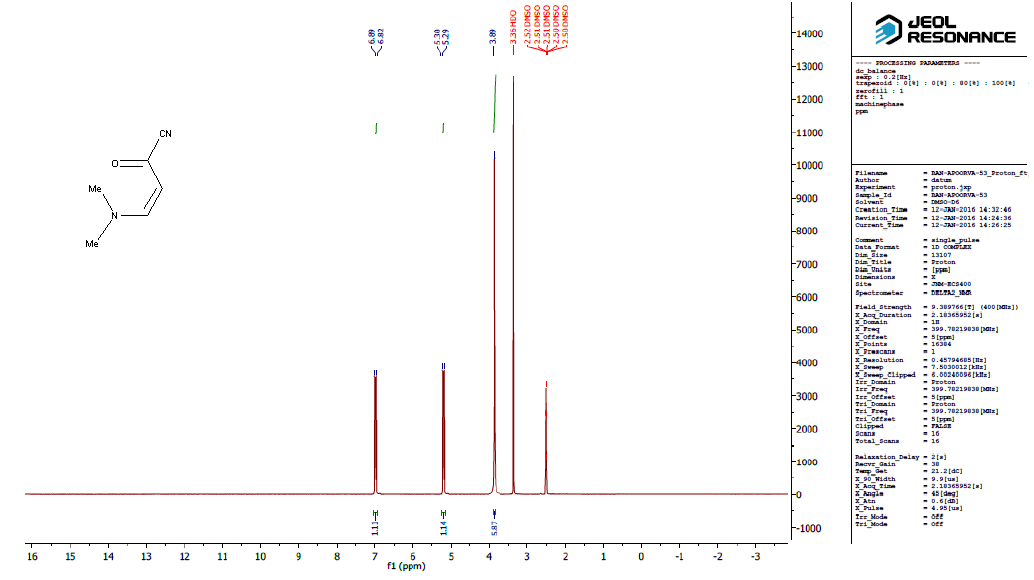 6.89
6.82
5.30
5.29
3.89
3.36 HDO
2.52 DMSO
2.51 DMSO
2.51 DMSO
2.50 DMSO
2.50 DMSO
CN
O
Me
N
Me
14000
13000
12000
11000
10000
9000
8000
7000
6000
5000
4000
3000
2000
1000
0
-1000
1.11
1.14
5.87
16 15 14 13 12 11 10 9 8 7 6 5 4 3 2 1 0 -1 -2 -3
f1 (ppm)
JEOL
RESONANCE
---- PROCESSING PARAMETERS ----
dc_balance
sexp : 0.2[Hz]
trapezoid : 0[%] : 0[%] : 80[%] : 100[%]
zerofill : 1
fft : 1
machinephase
ppm
Filename = BAN-APOORVA-53_Proton_ft
Author = datum
Experiment = proton.jxp
Sample_Id = BAN-APOORVA-53
Solvent = DMSO-D6
Creation_Time = 12-JAN-2016 14:32:46
Revision_Time = 12-JAN-2016 14:24:36
Current_Time = 12-JAN-2016 14:26:25
Comment = single_pulse
Data_Format = 1D COMPLEX
Dim_Size = 13107
Dim_Title = Proton
Dim_Units = [ppm]
Dimensions = X
Site = JNM-ECS400
Spectrometer = DELTA2_NMR
Field_Strength = 9.389766[T] (400[MHz])
X_Acq_Duration = 2.18365952[s]
X_Domain = 1H
X_Freq = 399.78219838[MHz]
X_Offset = 5[ppm]
X_Points = 16384
X_Prescans = 1
X_Resolution = 0.45794685[Hz]
X_Sweep = 7.5030012[kHz]
X_Sweep_Clipped = 6.00240096[kHz]
Irr_Domain = Proton
Irr_Freq = 399.78219838[MHz]
Irr_Offset = 5[ppm]
Tri_Domain = Proton
Tri_Freq = 399.78219838[MHz]
Tri_Offset = 5[ppm]
Clipped = FALSE
Scans = 16
Total_Scans = 16
Relaxation_Delay = 2[s]
Recvr_Gain = 38
Temp_Get = 21.2[dC]
X_90_Width = 9.9[us]
X_Acq_Time = 2.18365952[s]
X_Angle = 45[deg]
X_Atn = 0.6[dB]
X_Pulse = 4.95[us]
Irr_Mode = Off
Tri_Mode = Off